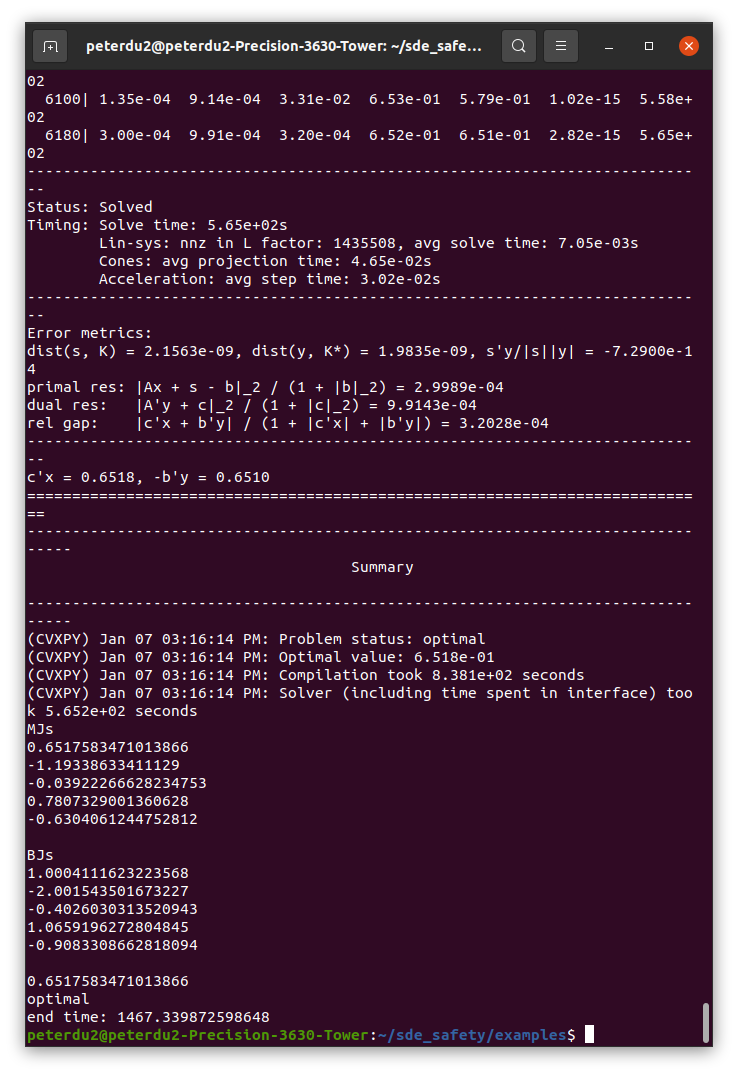 peterdu2@peterdu2-Precision-3630-Tower: ~/sde_safe...
02
  6100| 1.35e-04  9.14e-04  3.31e-02  6.53e-01  5.79e-01  1.02e-15  5.58e+
02
  6180| 3.00e-04  9.91e-04  3.20e-04  6.52e-01  6.51e-01  2.82e-15  5.65e+
02
--------------------------------------------------------------------------
--
Status: Solved
Timing: Solve time: 5.65e+02s
        Lin-sys: nnz in L factor: 1435508, avg solve time: 7.05e-03s
        Cones: avg projection time: 4.65e-02s
        Acceleration: avg step time: 3.02e-02s
--------------------------------------------------------------------------
--
Error metrics:
dist(s, K) = 2.1563e-09, dist(y, K*) = 1.9835e-09, s'y/|s||y| = -7.2900e-1
4
primal res: |Ax + s - b|_2 / (1 + |b|_2) = 2.9989e-04
dual res:   |A'y + c|_2 / (1 + |c|_2) = 9.9143e-04
rel gap:    |c'x + b'y| / (1 + |c'x| + |b'y|) = 3.2028e-04
--------------------------------------------------------------------------
--
c'x = 0.6518, -b'y = 0.6510
==========================================================================
==
--------------------------------------------------------------------------
-----
                                    Summary
--------------------------------------------------------------------------
-----
(CVXPY) Jan 07 03:16:14 PM: Problem status: optimal
(CVXPY) Jan 07 03:16:14 PM: Optimal value: 6.518e-01
(CVXPY) Jan 07 03:16:14 PM: Compilation took 8.381e+02 seconds
(CVXPY) Jan 07 03:16:14 PM: Solver (including time spent in interface) too
k 5.652e+02 seconds
MJs
0.6517583471013866
-1.19338633411129
-0.03922266628234753
0.7807329001360628
-0.6304061244752812

BJs
1.0004111623223568
-2.001543501673227
-0.4026030313520943
1.0659196272804845
-0.9083308662818094

0.6517583471013866
optimal
end time: 1467.339872598648
peterdu2@peterdu2-Precision-3630-Tower:~/sde_safety/examples$